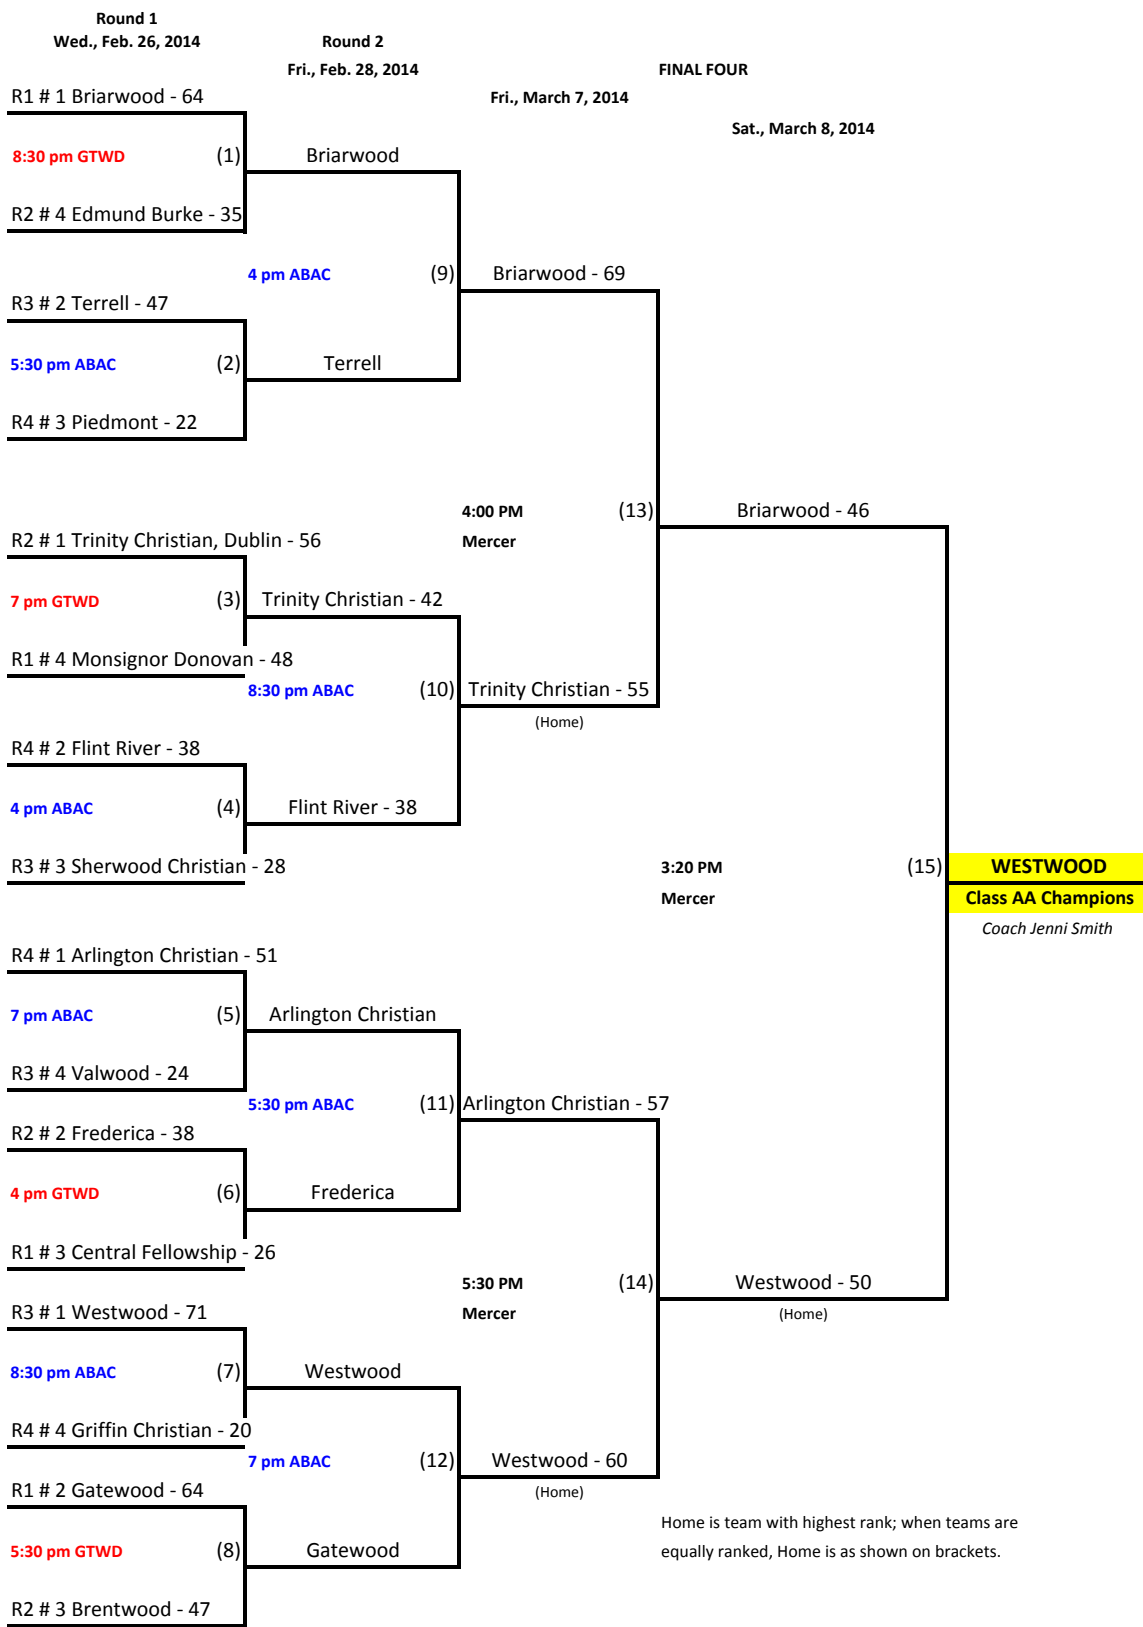 Round 1
Wed., Feb. 26, 2014
Round 2
Fri., Feb. 28, 2014
FINAL FOUR
R1 # 1 Briarwood - 64
Fri., March 7, 2014
Sat., March 8, 2014
8:30 pm GTWD
(1)
Briarwood
R2 # 4 Edmund Burke - 35
4 pm ABAC
(9)
Briarwood - 69
R3 # 2 Terrell - 47
5:30 pm ABAC
(2)
Terrell
R4 # 3 Piedmont - 22
4:00 PM
(13)
Briarwood - 46
Mercer
R2 # 1 Trinity Christian, Dublin - 56
7 pm GTWD
(3)
Trinity Christian - 42
R1 # 4 Monsignor Donovan - 48
8:30 pm ABAC
(10)
Trinity Christian - 55
(Home)
R4 # 2 Flint River - 38
4 pm ABAC
(4)
Flint River - 38
R3 # 3 Sherwood Christian - 28
3:20 PM
(15)
WESTWOOD
Mercer
Class AA Champions
Coach Jenni Smith
R4 # 1 Arlington Christian - 51
7 pm ABAC
(5)
Arlington Christian
R3 # 4 Valwood - 24
5:30 pm ABAC
(11)
Arlington Christian - 57
R2 # 2 Frederica - 38
4 pm GTWD
(6)
Frederica
R1 # 3 Central Fellowship - 26
5:30 PM
(14)
Westwood - 50
Mercer
(Home)
R3 # 1 Westwood - 71
8:30 pm ABAC
(7)
Westwood
R4 # 4 Griffin Christian - 20
7 pm ABAC
(12)
Westwood - 60
(Home)
R1 # 2 Gatewood - 64
5:30 pm GTWD
(8)
Gatewood
R2 # 3 Brentwood - 47
Home is team with highest rank; when teams are
equally ranked, Home is as shown on brackets.